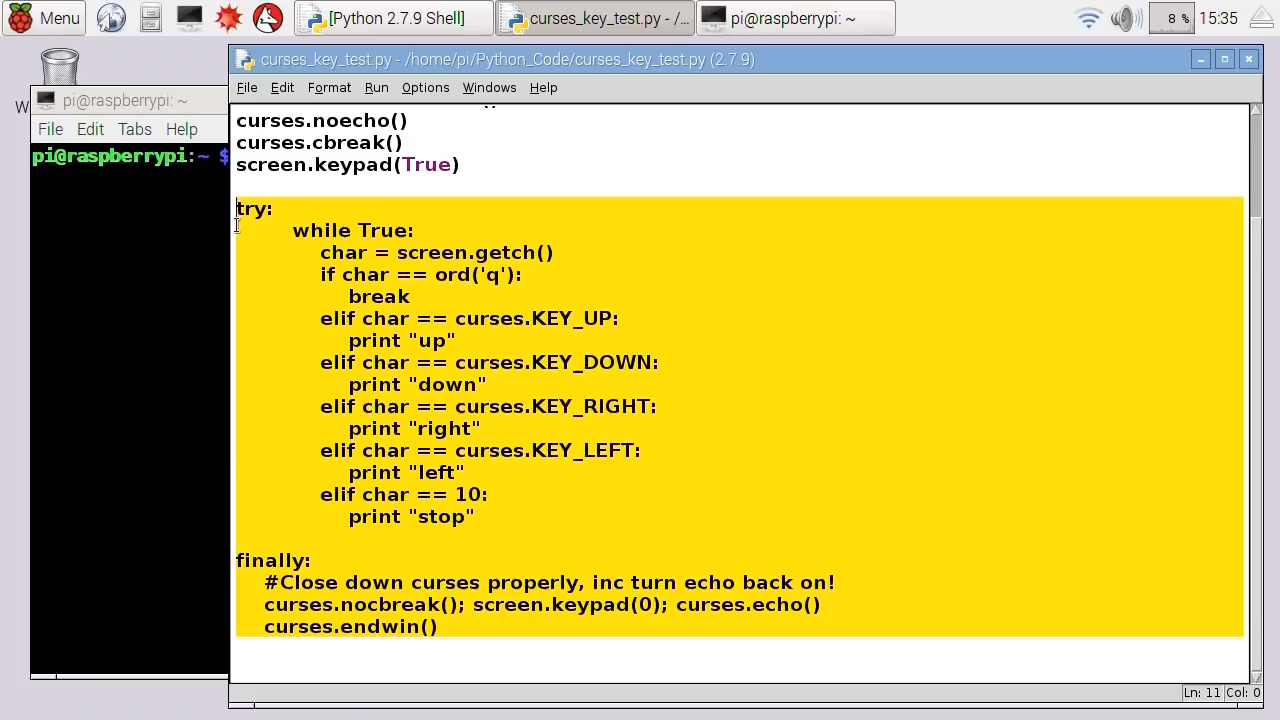 Menu
[Python 2.7.9 Shell]
curses_key_test.py - /...
pi@raspberrypi: ~
8 %
15:35
W
pi@raspberrypi: ~
File Edit Tabs Help
pi@raspberrypi:~ $
curses_key_test.py - /home/pi/Python_Code/curses_key_test.py (2.7.9)
File Edit Format Run Options Windows Help
curses.noecho()
curses.cbreak()
screen.keypad(True)
try:
while True:
char = screen.getch()
if char == ord('q'):
break
elif char == curses.KEY_UP:
print "up"
elif char == curses.KEY_DOWN:
print "down"
elif char == curses.KEY_RIGHT:
print "right"
elif char == curses.KEY_LEFT:
print "left"
elif char == 10:
print "stop"
finally:
#Close down curses properly, inc turn echo back on!
curses.nocbreak(); screen.keypad(0); curses.echo()
curses.endwin()
Ln: 11 Col: 0